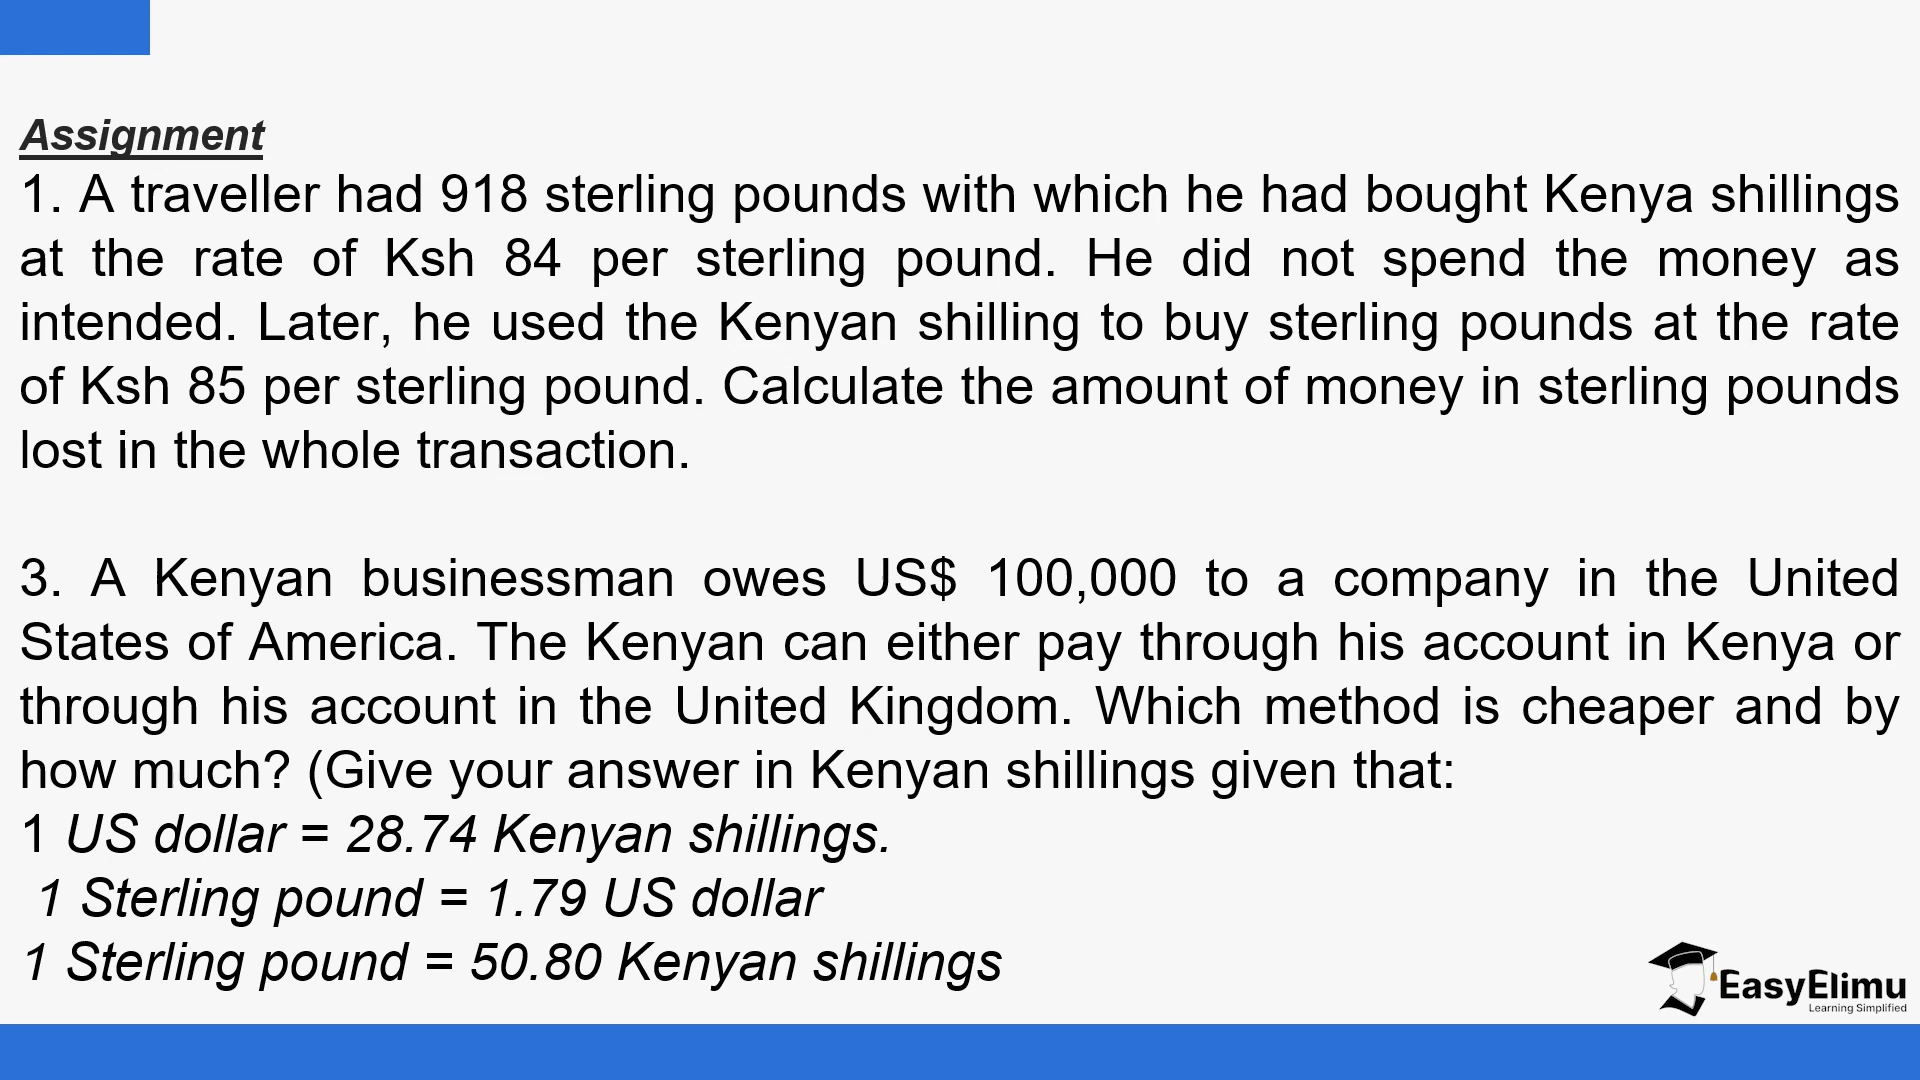 Assignment
1. A traveller had 918 sterling pounds with which he had bought Kenya shillings
at the rate of Ksh 84 per sterling pound. He did not spend the money as
intended. Later, he used the Kenyan shilling to buy sterling pounds at the rate
of Ksh 85 per sterling pound. Calculate the amount of money in sterling pounds
lost in the whole transaction.
3. A Kenyan businessman owes US$ 100,000 to a company in the United
States of America. The Kenyan can either pay through his account in Kenya or
through his account in the United Kingdom. Which method is cheaper and by
how much? (Give your answer in Kenyan shillings given that:
1 US dollar = 28.74 Kenyan shillings.
1 Sterling pound = 1.79 US dollar
1 Sterling pound = 50.80 Kenyan shillings
EasyElimu
Learning Simplified